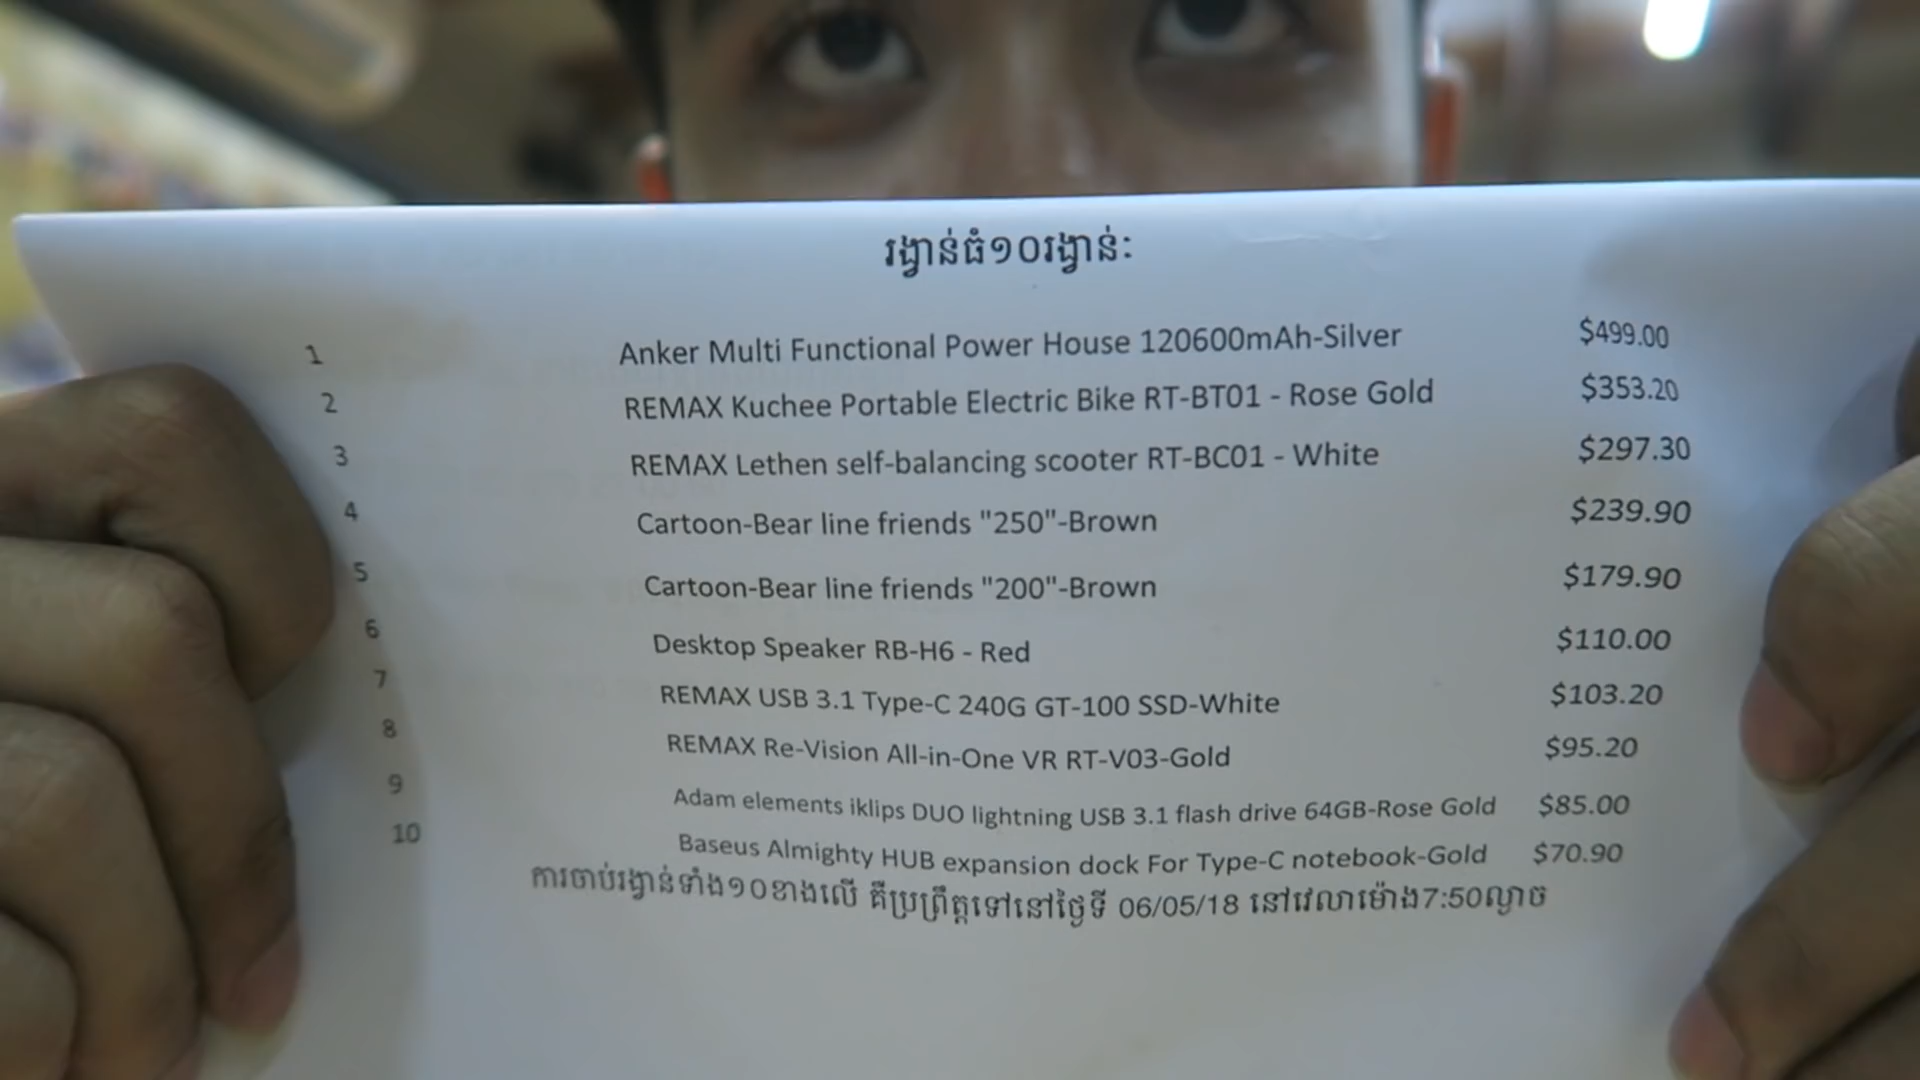 រង្វាន់ធំ១០រង្វាន់ៈ
1 Anker Multi Functional Power House 120600mAh-Silver $499.00
2 REMAX Kuchee Portable Electric Bike RT-BT01 - Rose Gold $353.20
3 REMAX Lethen self-balancing scooter RT-BC01 - White $297.30
4 Cartoon-Bear line friends "250"-Brown $239.90
5 Cartoon-Bear line friends "200"-Brown $179.90
6 Desktop Speaker RB-H6 - Red $110.00
7 REMAX USB 3.1 Type-C 240G GT-100 SSD-White $103.20
8 REMAX Re-Vision All-in-One VR RT-V03-Gold $95.20
9 Adam elements iklips DUO lightning USB 3.1 flash drive 64GB-Rose Gold $85.00
10 Baseus Almighty HUB expansion dock For Type-C notebook-Gold $70.90
ការចាប់រង្វាន់ទាំង១០ខាងលើ គឺប្រព្រឹត្តទៅនៅថ្ងៃទី 06/05/18 នៅវេលាម៉ោង7:50ល្ងាច